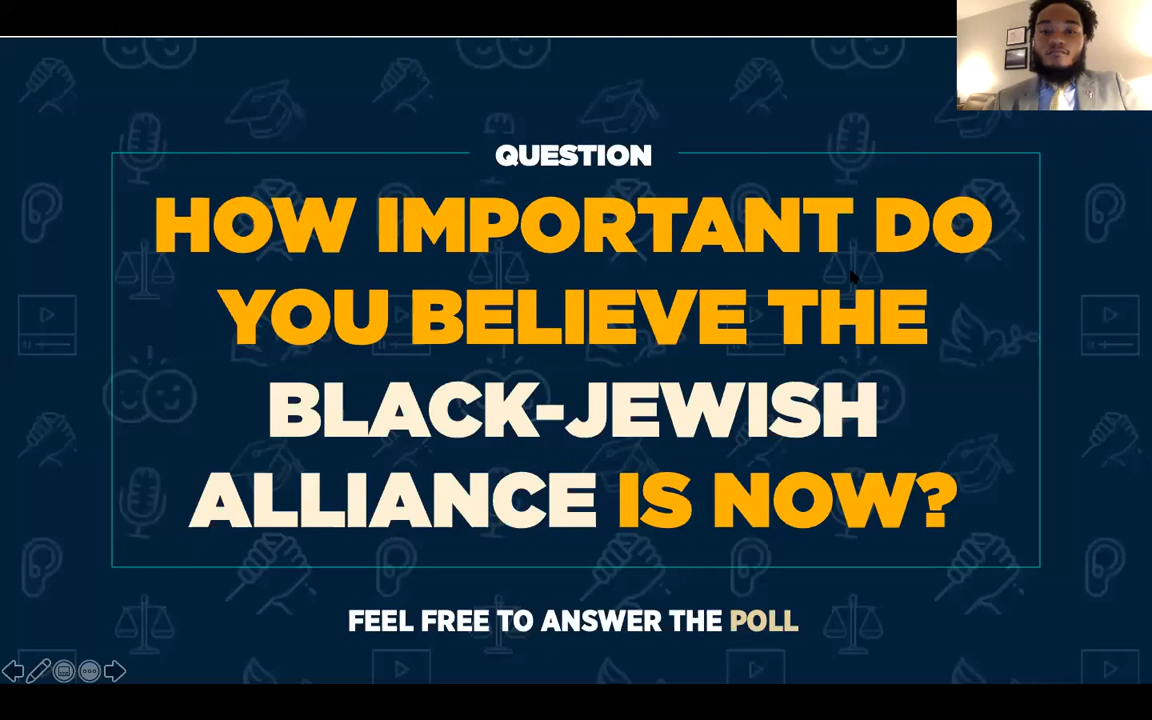 QUESTION
HOW IMPORTANT DO
YOU BELIEVE THE
BLACK-JEWISH
ALLIANCE IS NOW?
FEEL FREE TO ANSWER THE POLL